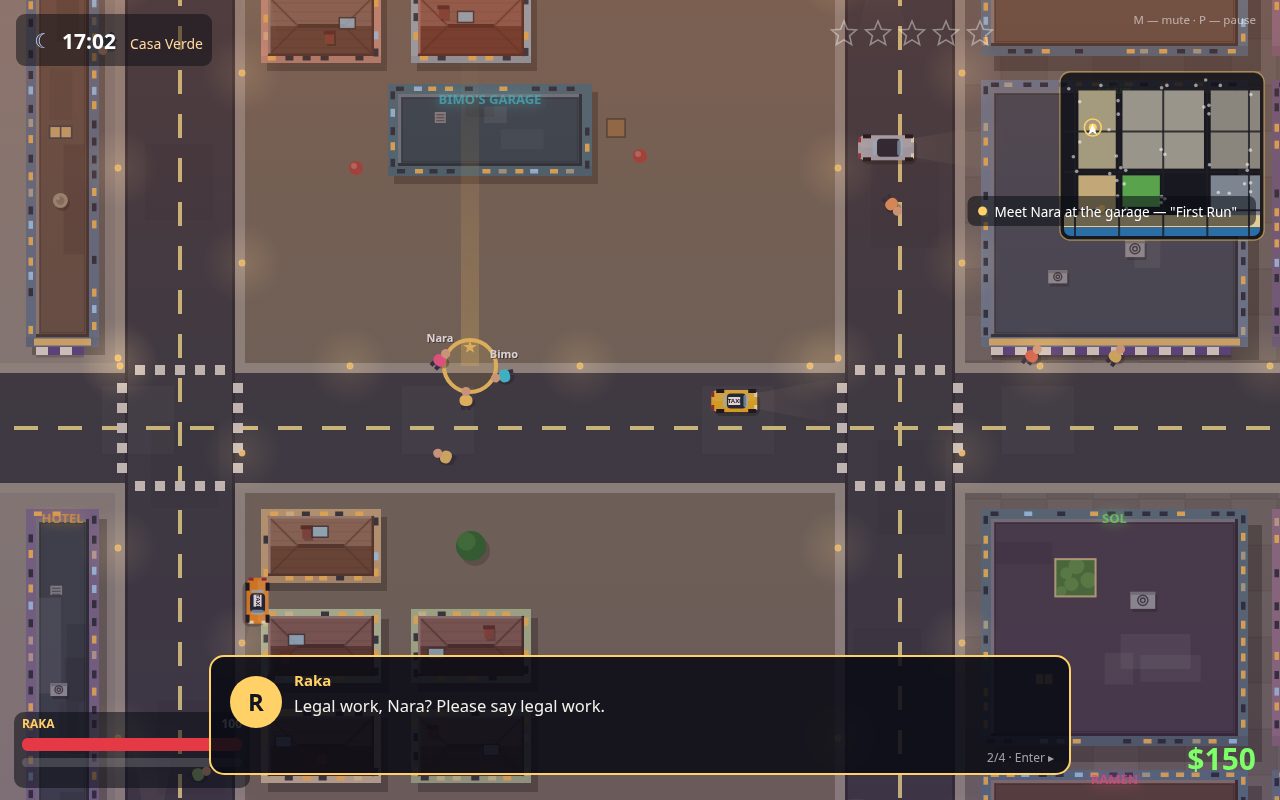 ☾ 17:02 Casa Verde
M — mute · P — pause
BIMO'S GARAGE
Meet Nara at the garage — "First Run"
Nara
Bimo
TAXI
HOTEL
SOL
TAXI
Raka
R
Legal work, Nara? Please say legal work.
2/4 · Enter ▸
RAKA
$150
RAMEN